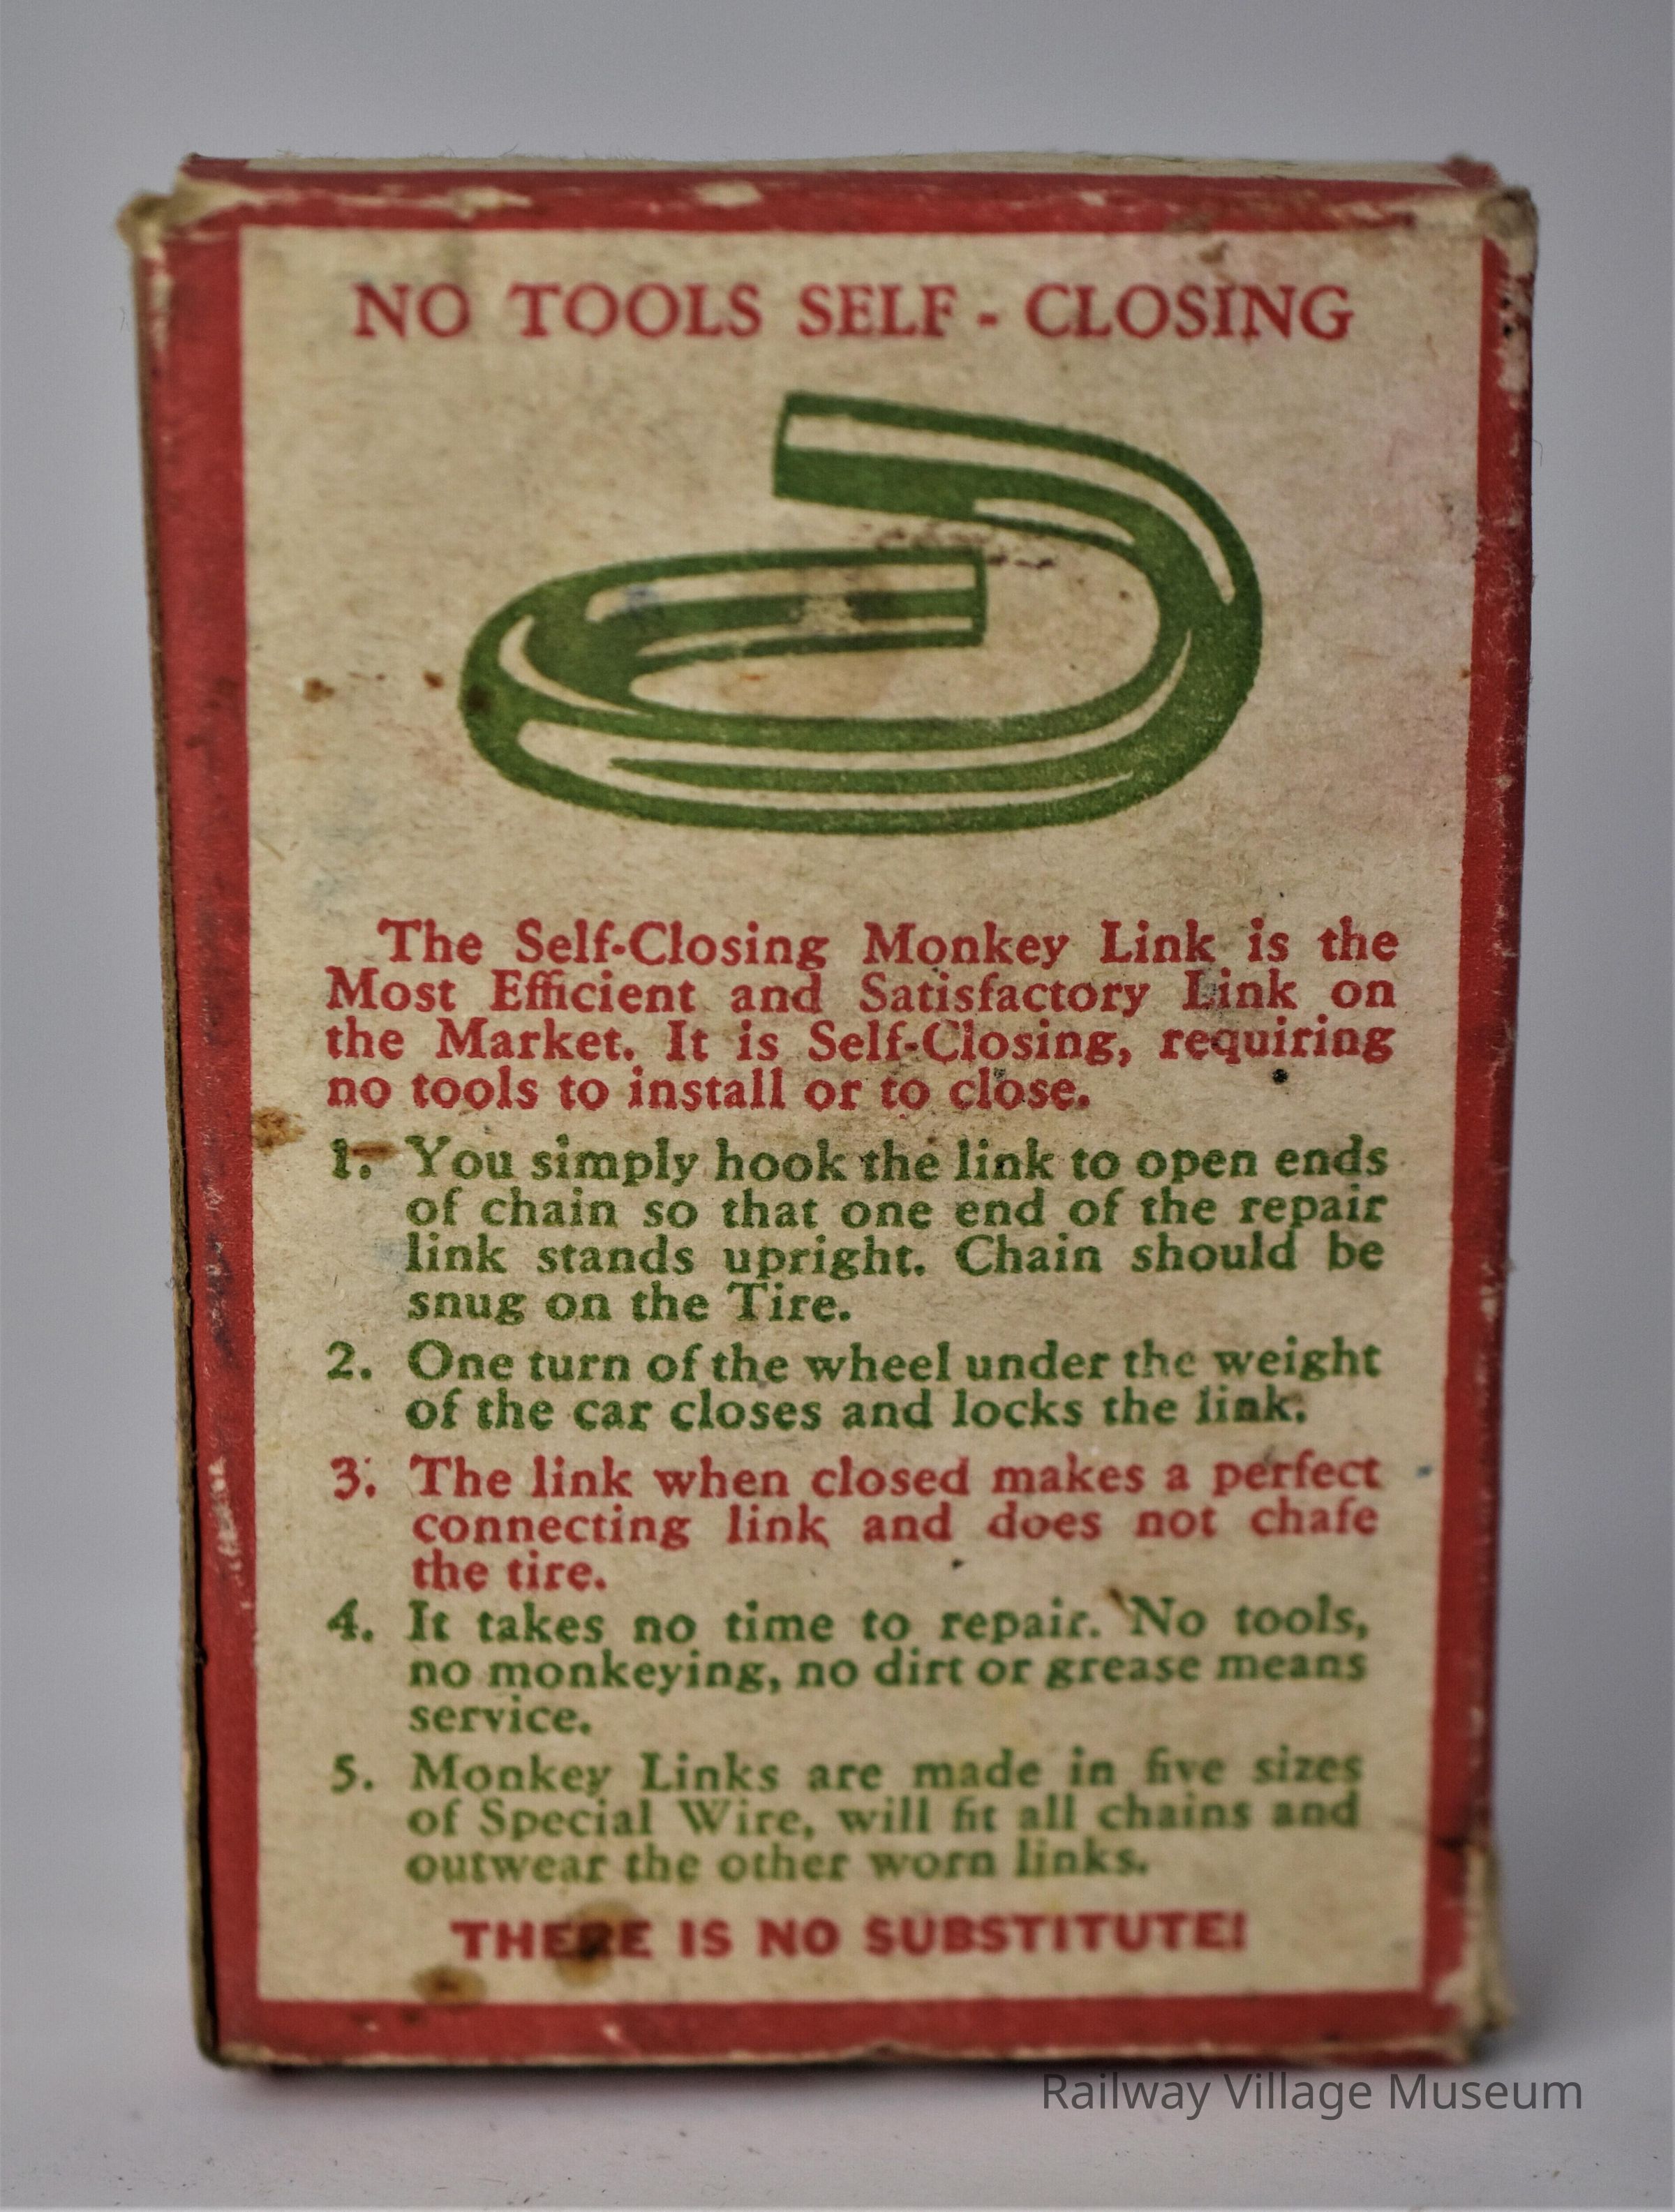 NO TOOLS SELF - CLOSING
The Self-Closing Monkey Link is the
Most Efficient and Satisfactory Link on
the Market. It is Self-Closing, requiring
no tools to install or to close.
1. You simply hook the link to open ends
of chain so that one end of the repair
link stands upright. Chain should be
snug on the Tire.
2. One turn of the wheel under the weight
of the car closes and locks the link.
3. The link when closed makes a perfect
connecting link and does not chafe
the tire.
4. It takes no time to repair. No tools,
no monkeying, no dirt or grease means
service.
5. Monkey Links are made in five sizes
of Special Wire, will fit all chains and
outwear the other worn links.
THERE IS NO SUBSTITUTE!
Railway Village Museum